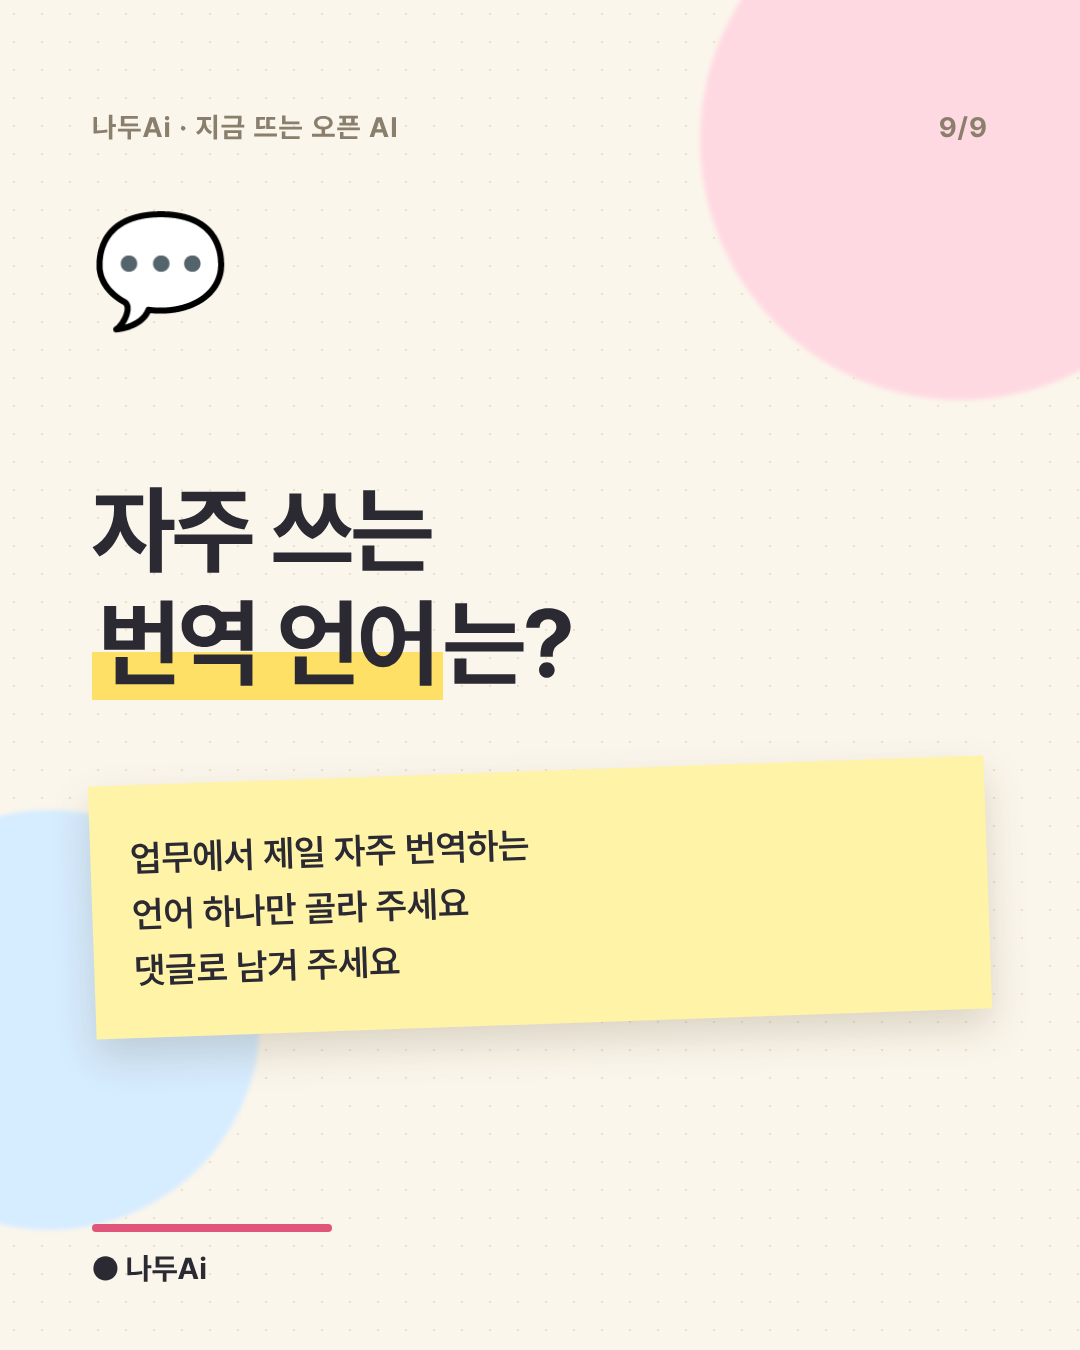 나두Ai · 지금 뜨는 오픈 AI
9/9
자주 쓰는
번역 언어는?
업무에서 제일 자주 번역하는
언어 하나만 골라 주세요
댓글로 남겨 주세요
나두Ai